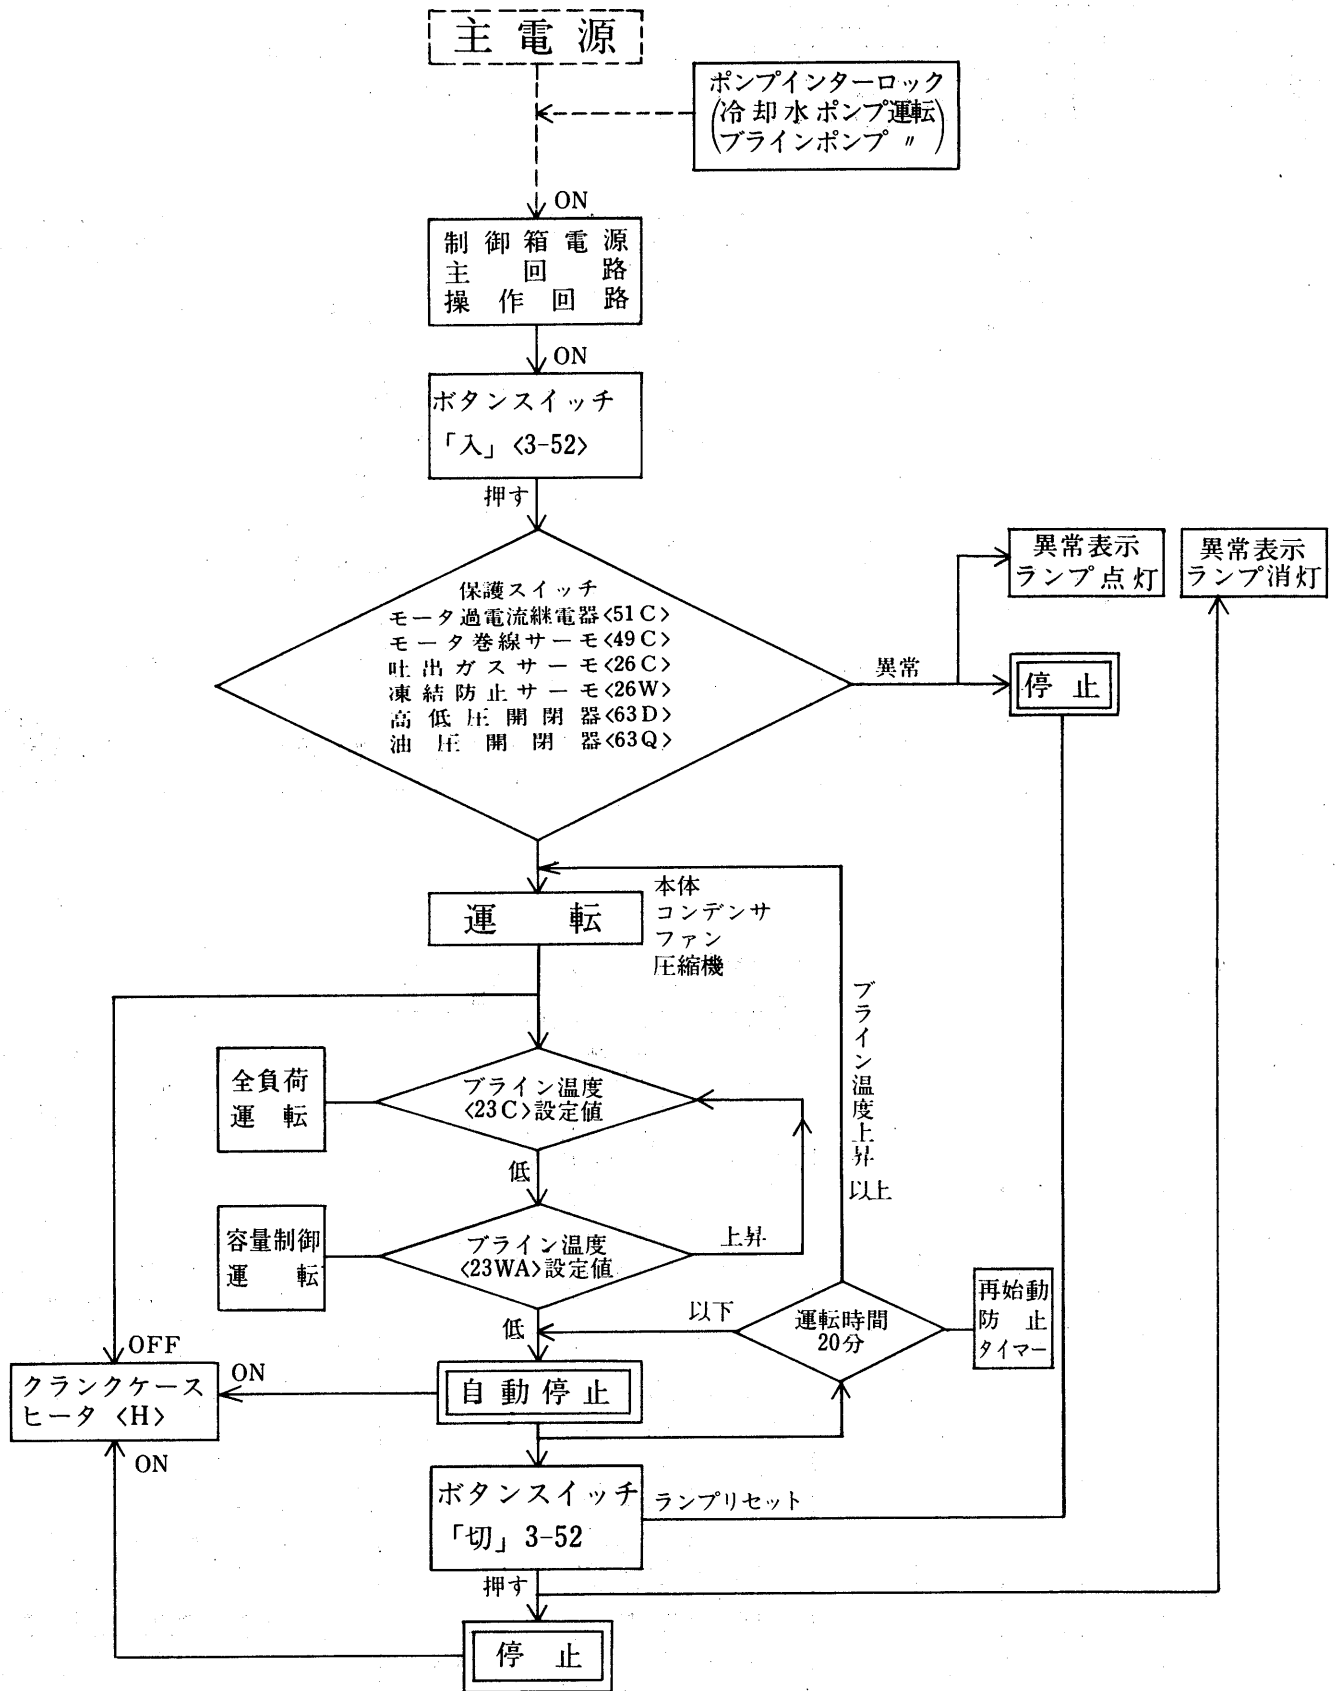 主電源
ポンプインターロック
(冷却水ポンプ運転)
(ブラインポンプ 〃)
ON
制御箱電源
主回路
操作回路
ON
ボタンスイッチ
「入」<3-52>
押す
保護スイッチ
モータ過電流継電器<51C>
モータ巻線サーモ<49C>
吐出ガスサーモ<26C>
凍結防止サーモ<26W>
高低圧開閉器<63D>
油圧開閉器<63Q>
異常
異常表示
ランプ点灯
異常表示
ランプ消灯
停止
運転
本体
コンデンサ
ファン
圧縮機
ブライン温度上昇
以上
全負荷
運転
ブライン温度
<23C>設定値
低
容量制御
運転
ブライン温度
<23WA>設定値
上昇
低
以下
運転時間
20分
再始動
防止
タイマー
OFF
クランクケース
ヒータ<H>
ON
自動停止
ON
ボタンスイッチ
「切」3-52
ランプリセット
押す
停止